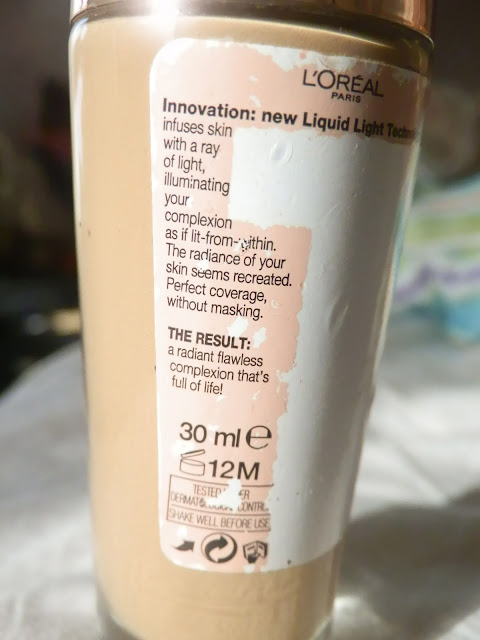 L'ORÉAL
PARIS
Innovation: new Liquid Light
infuses skin
with a ray
of light,
illuminating
your
complexion
as if lit-from-within.
The radiance of your
skin seems recreated.
Perfect coverage,
without masking.
THE RESULT:
a radiant flawless
complexion that's
full of life!
30 ml e
12M
TESTED
SHAKE WELL BEFORE USE